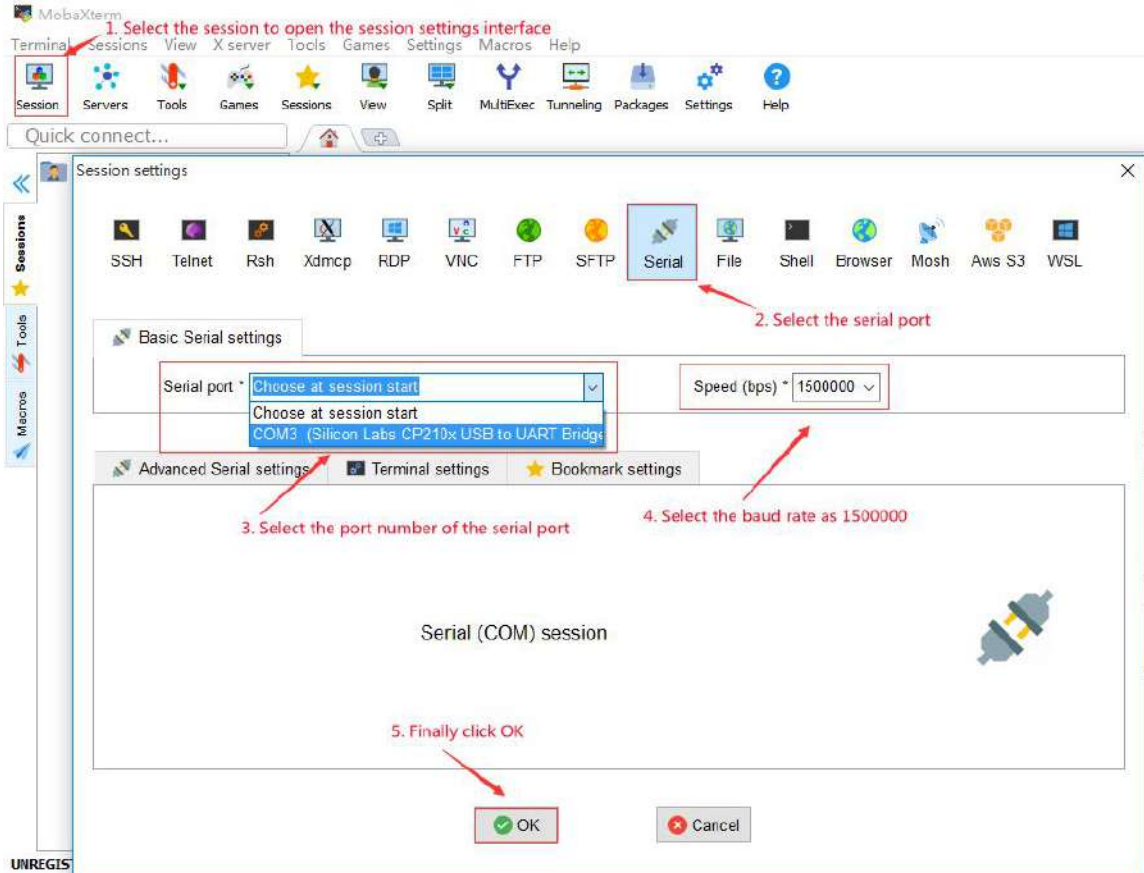 MobaXterm
1. Select the session to open the session settings interface
Terminal Sessions View X server Tools Games Settings Macros Help
Session Servers Tools Games Sessions View Split MultiExec Tunneling Packages Settings Help
Quick connect...
Session settings
SSH Telnet Rsh Xdmcp RDP VNC FTP SFTP Serial File Shell Browser Mosh Aws S3 WSL
2. Select the serial port
Basic Serial settings
Serial port * Choose at session start
Speed (bps) * 1500000
Choose at session start
COM3 (Silicon Labs CP210x USB to UART Bridge
Advanced Serial settings Terminal settings Bookmark settings
3. Select the port number of the serial port
4. Select the baud rate as 1500000
Serial (COM) session
5. Finally click OK
OK Cancel
Sessions
Tools
Macros
UNREGIS